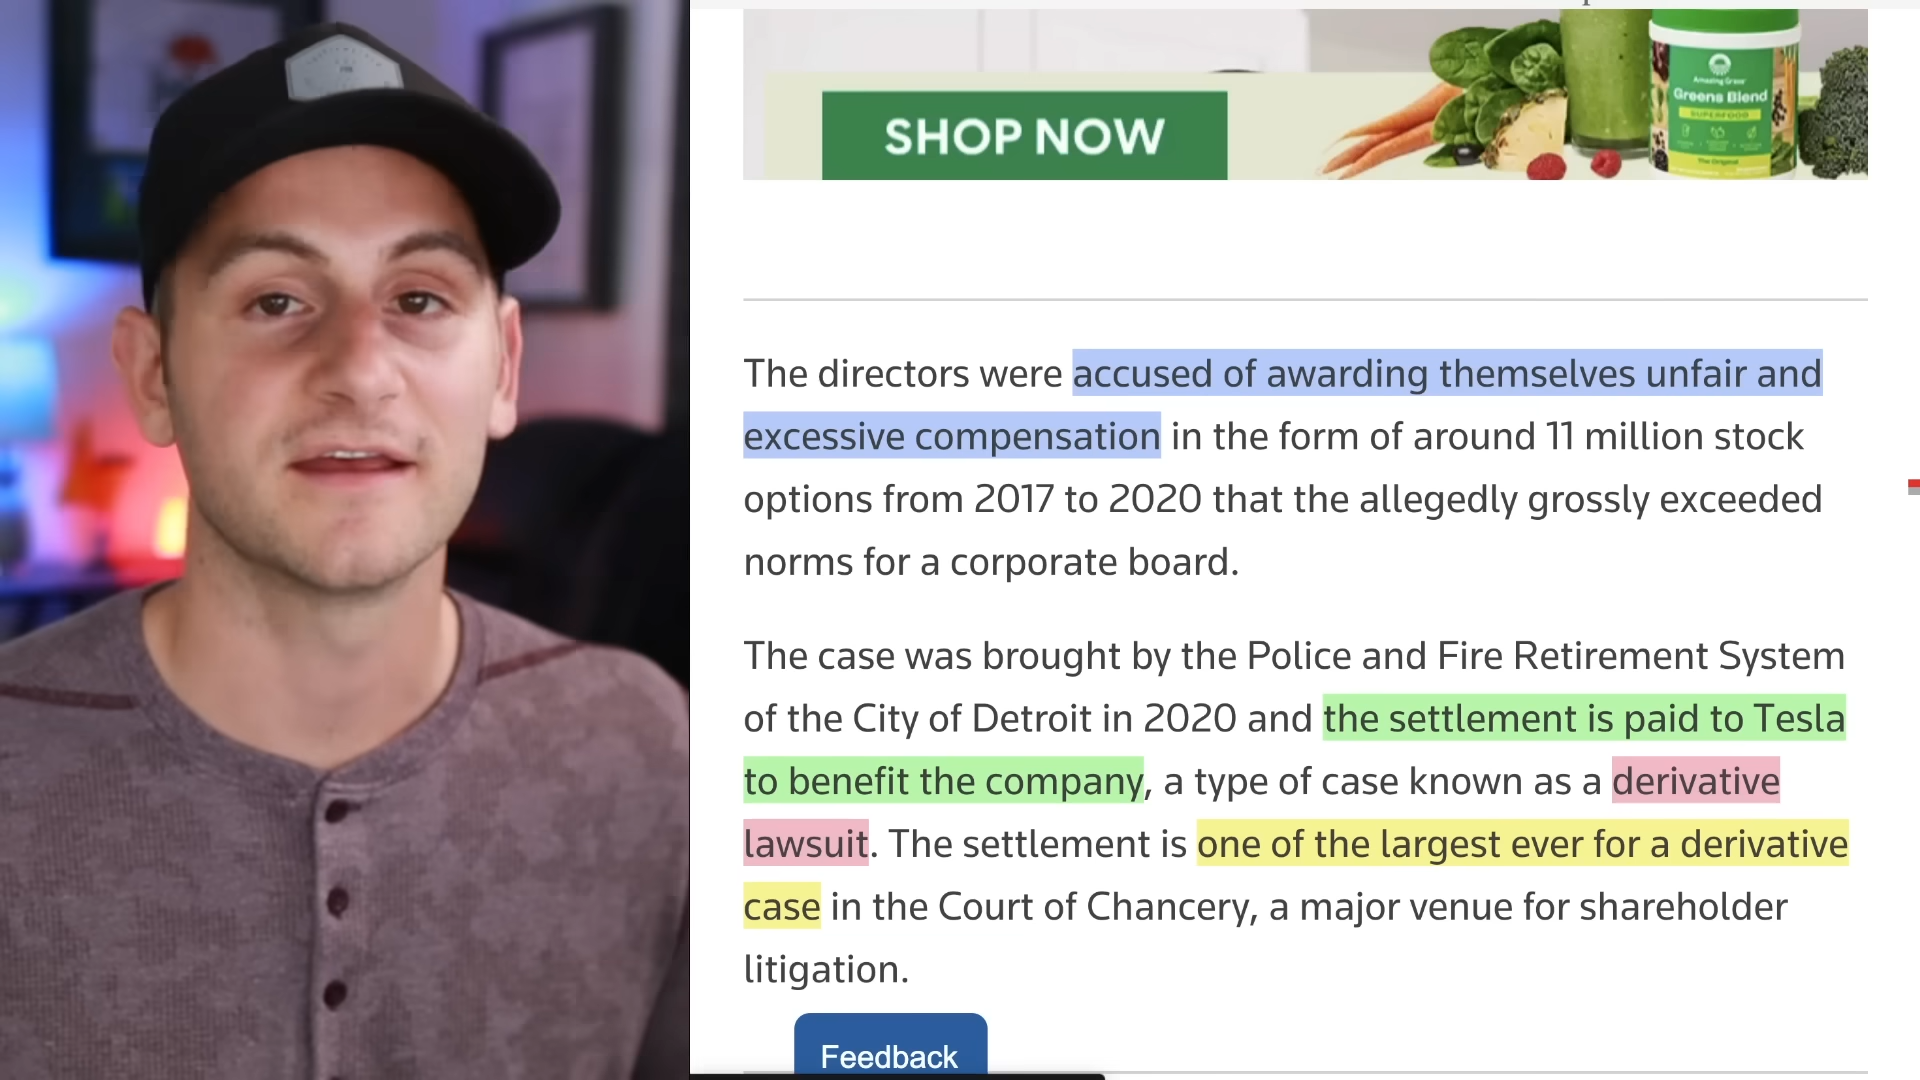 Amazing Grass
Greens Blend
SUPERFOOD
The Original
SHOP NOW
The directors were accused of awarding themselves unfair and
excessive compensation in the form of around 11 million stock
options from 2017 to 2020 that the allegedly grossly exceeded
norms for a corporate board.
The case was brought by the Police and Fire Retirement System
of the City of Detroit in 2020 and the settlement is paid to Tesla
to benefit the company, a type of case known as a derivative
lawsuit. The settlement is one of the largest ever for a derivative
case in the Court of Chancery, a major venue for shareholder
litigation.
Feedback